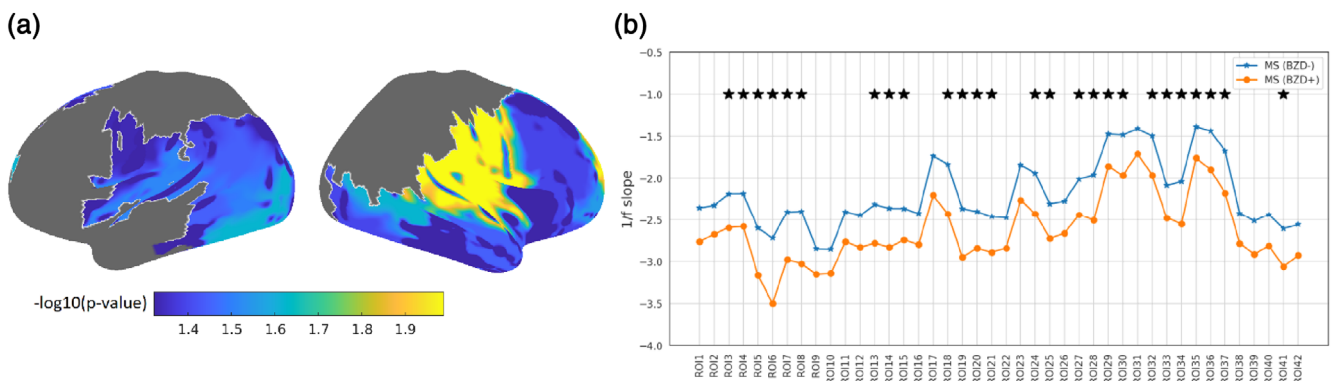 (a)
-log10(p-value)
1.4 1.5 1.6 1.7 1.8 1.9
(b)
1/f slope
−0.5
−1.0
−1.5
−2.0
−2.5
−3.0
−3.5
−4.0
MS (BZD-)
MS (BZD+)
ROI1
ROI2
ROI3
ROI4
ROI5
ROI6
ROI7
ROI8
ROI9
ROI10
ROI11
ROI12
ROI13
ROI14
ROI15
ROI16
ROI17
ROI18
ROI19
ROI20
ROI21
ROI22
ROI23
ROI24
ROI25
ROI26
ROI27
ROI28
ROI29
ROI30
ROI31
ROI32
ROI33
ROI34
ROI35
ROI36
ROI37
ROI38
ROI39
ROI40
ROI41
ROI42